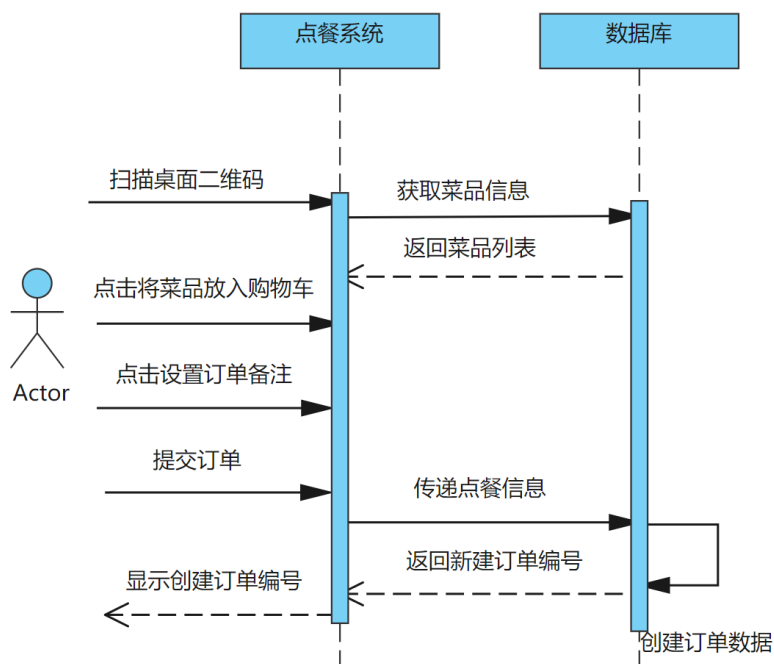 点餐系统
数据库
扫描桌面二维码
获取菜品信息
返回菜品列表
点击将菜品放入购物车
点击设置订单备注
Actor
提交订单
传递点餐信息
返回新建订单编号
显示创建订单编号
创建订单数据